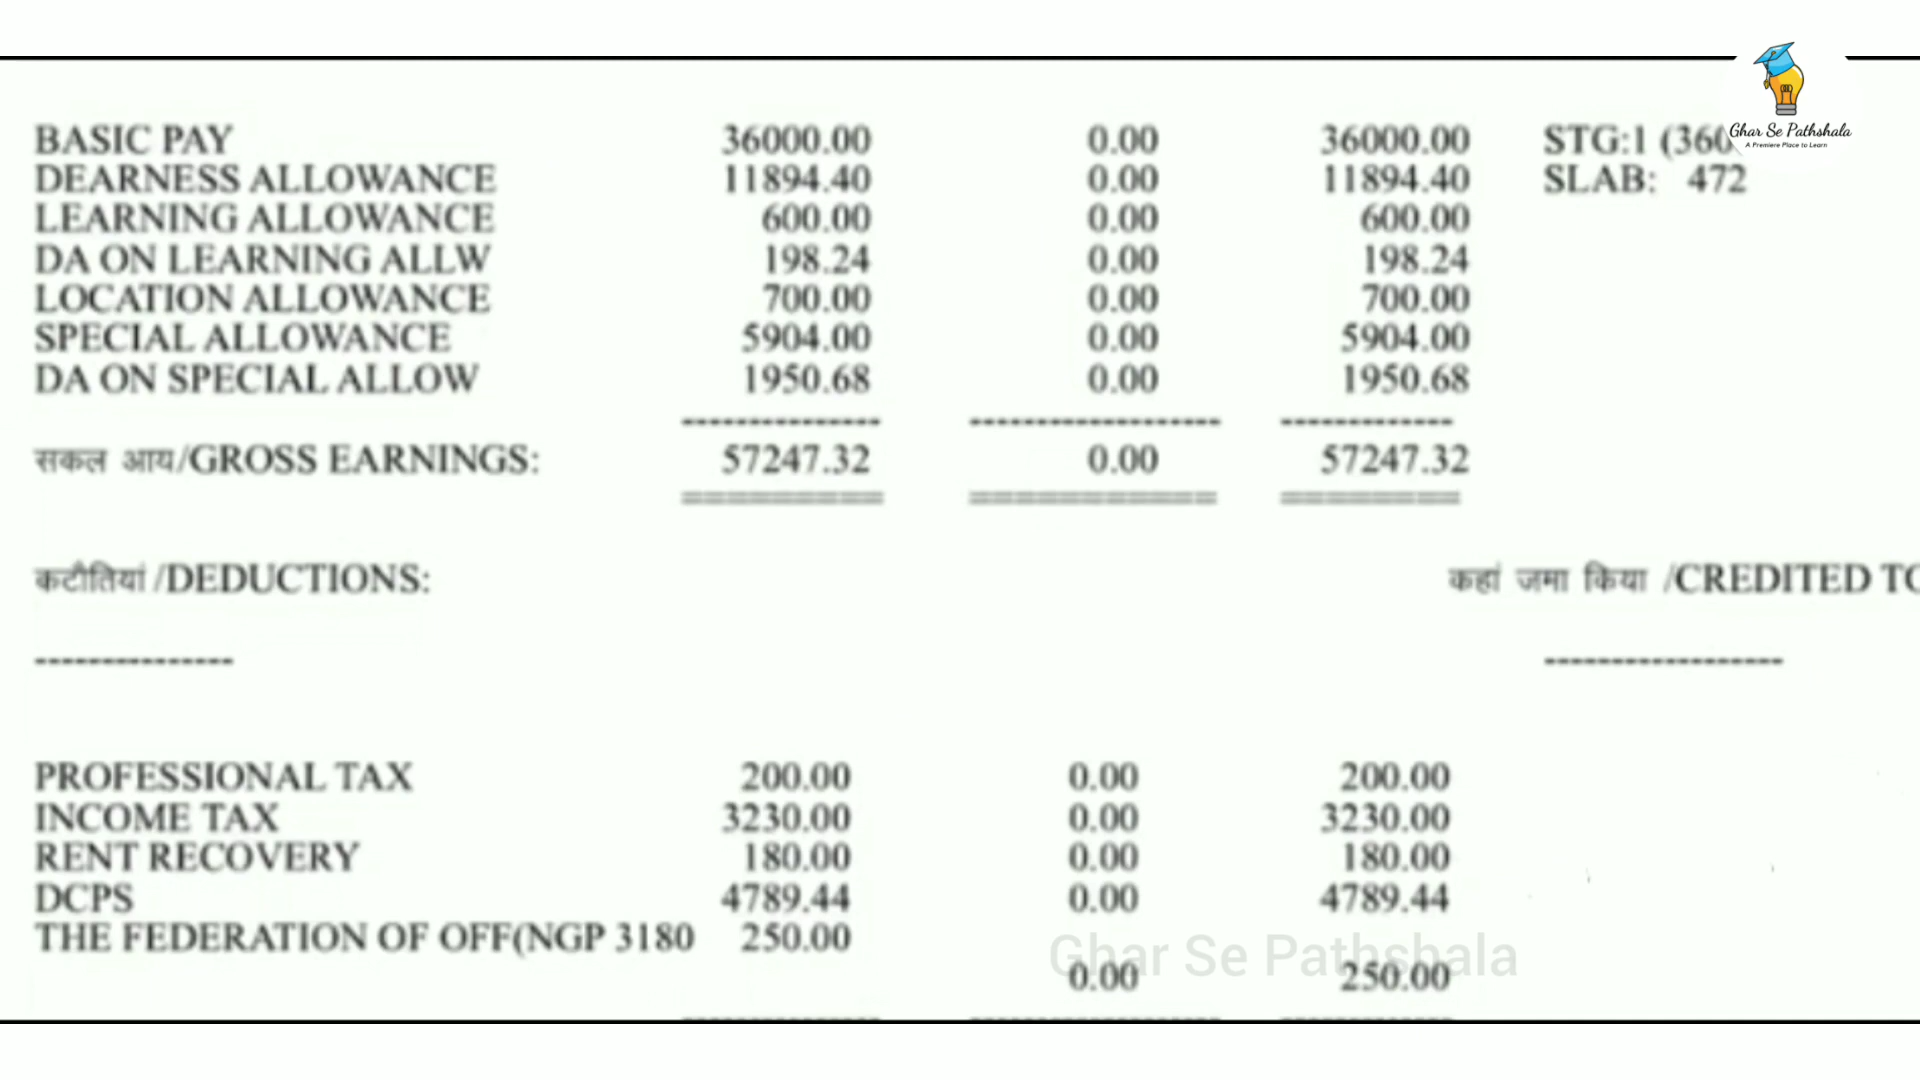 BASIC PAY 36000.00 0.00 36000.00 STG:1 (360
DEARNESS ALLOWANCE 11894.40 0.00 11894.40 SLAB: 472
LEARNING ALLOWANCE 600.00 0.00 600.00
DA ON LEARNING ALLW 198.24 0.00 198.24
LOCATION ALLOWANCE 700.00 0.00 700.00
SPECIAL ALLOWANCE 5904.00 0.00 5904.00
DA ON SPECIAL ALLOW 1950.68 0.00 1950.68
--------------- ------------------- -------------
सकल आय/GROSS EARNINGS: 57247.32 0.00 57247.32
========= =========== ========
कटौतियां /DEDUCTIONS: कहां जमा किया /CREDITED TO
--------------- ------------------
PROFESSIONAL TAX 200.00 0.00 200.00
INCOME TAX 3230.00 0.00 3230.00
RENT RECOVERY 180.00 0.00 180.00
DCPS 4789.44 0.00 4789.44
THE FEDERATION OF OFF(NGP 3180 250.00
0.00 250.00
Ghar Se Pathshala
A Premiere Place to Learn
Ghar Se Pathshala